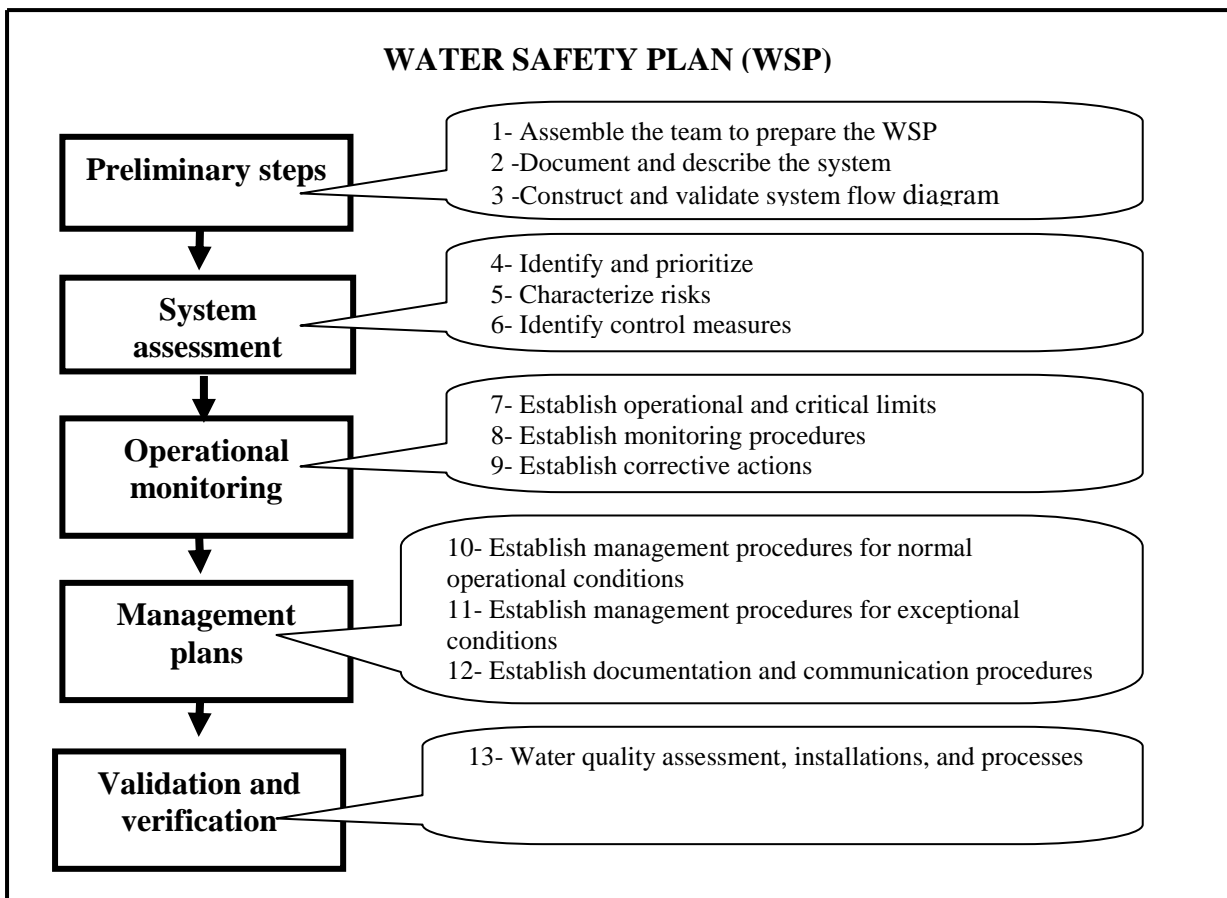 WATER SAFETY PLAN (WSP)
Preliminary steps
1- Assemble the team to prepare the WSP
2 -Document and describe the system
3 -Construct and validate system flow diagram
System
assessment
4- Identify and prioritize
5- Characterize risks
6- Identify control measures
Operational
monitoring
7- Establish operational and critical limits
8- Establish monitoring procedures
9- Establish corrective actions
Management
plans
10- Establish management procedures for normal
operational conditions
11- Establish management procedures for exceptional
conditions
12- Establish documentation and communication procedures
Validation and
verification
13- Water quality assessment, installations, and processes